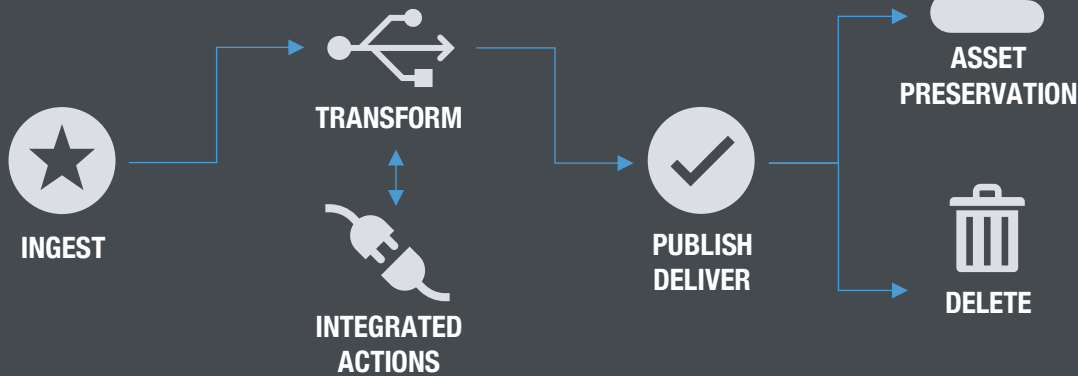 INGEST
TRANSFORM
INTEGRATED
ACTIONS
PUBLISH
DELIVER
ASSET
PRESERVATION
DELETE